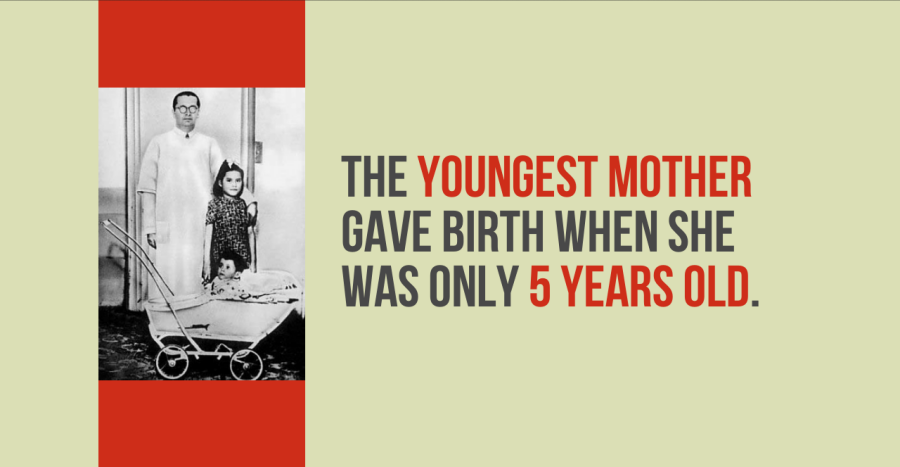 THE YOUNGEST MOTHER
GAVE BIRTH WHEN SHE
WAS ONLY 5 YEARS OLD.